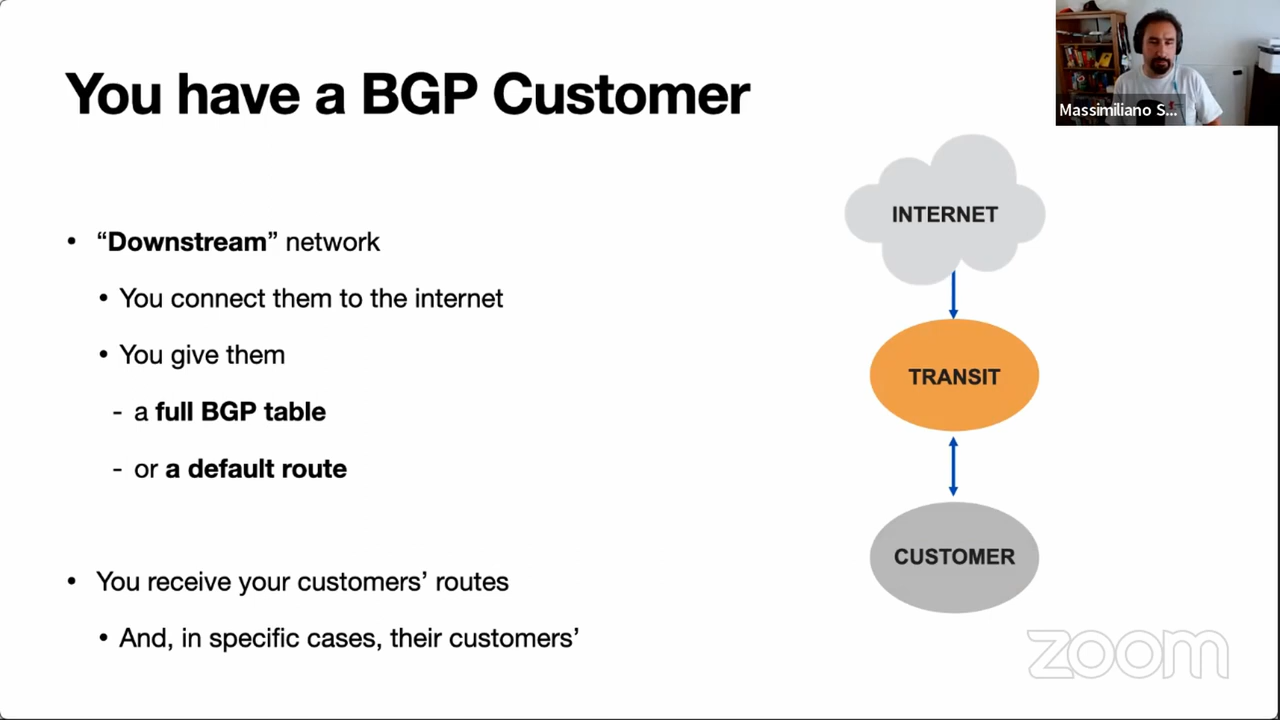 You have a BGP Customer
Massimiliano S...
INTERNET
• “Downstream” network
• You connect them to the internet
• You give them
- a full BGP table
- or a default route
TRANSIT
CUSTOMER
• You receive your customers’ routes
• And, in specific cases, their customers’
zoom